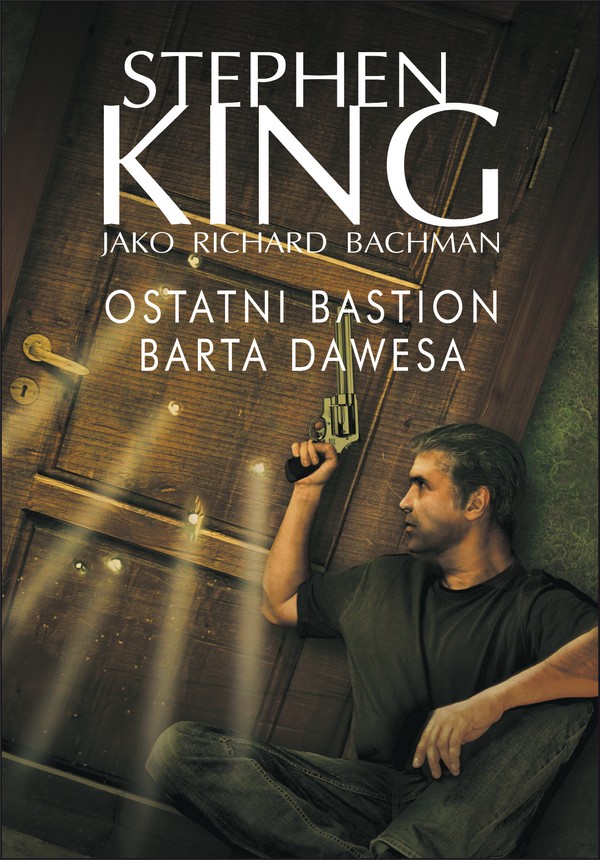 STEPHEN
KING
JAKO RICHARD BACHMAN
OSTATNI BASTION
BARTA DAWESA